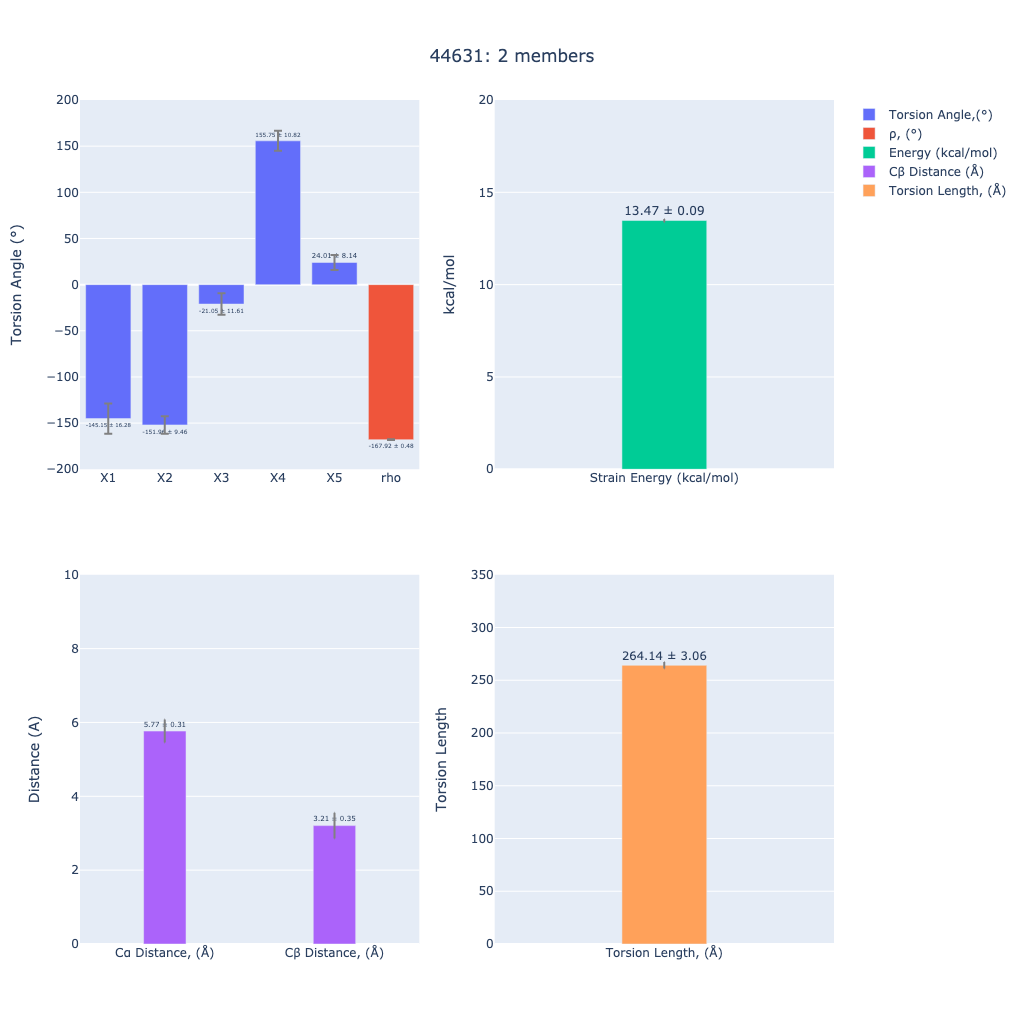 44631: 2 members
Torsion Angle (°)
200
150
100
50
0
−50
−100
−150
−200
155.75 ± 10.82
24.01 ± 8.14
-21.05 ± 11.61
-145.15 ± 16.28
± 9.46
-167.92 ± 0.48
X1 X2 X3 X4 X5 rho
kcal/mol
20
15
10
5
0
13.47 ± 0.09
Strain Energy (kcal/mol)
Torsion Angle,(°)
ρ, (°)
Energy (kcal/mol)
Cβ Distance (Å)
Torsion Length, (Å)
Distance (A)
10
8
6
4
2
0
5.77 ± 0.31
3.21 ± 0.35
Cα Distance, (Å) Cβ Distance, (Å)
Torsion Length
350
300
250
200
150
100
50
0
264.14 ± 3.06
Torsion Length, (Å)